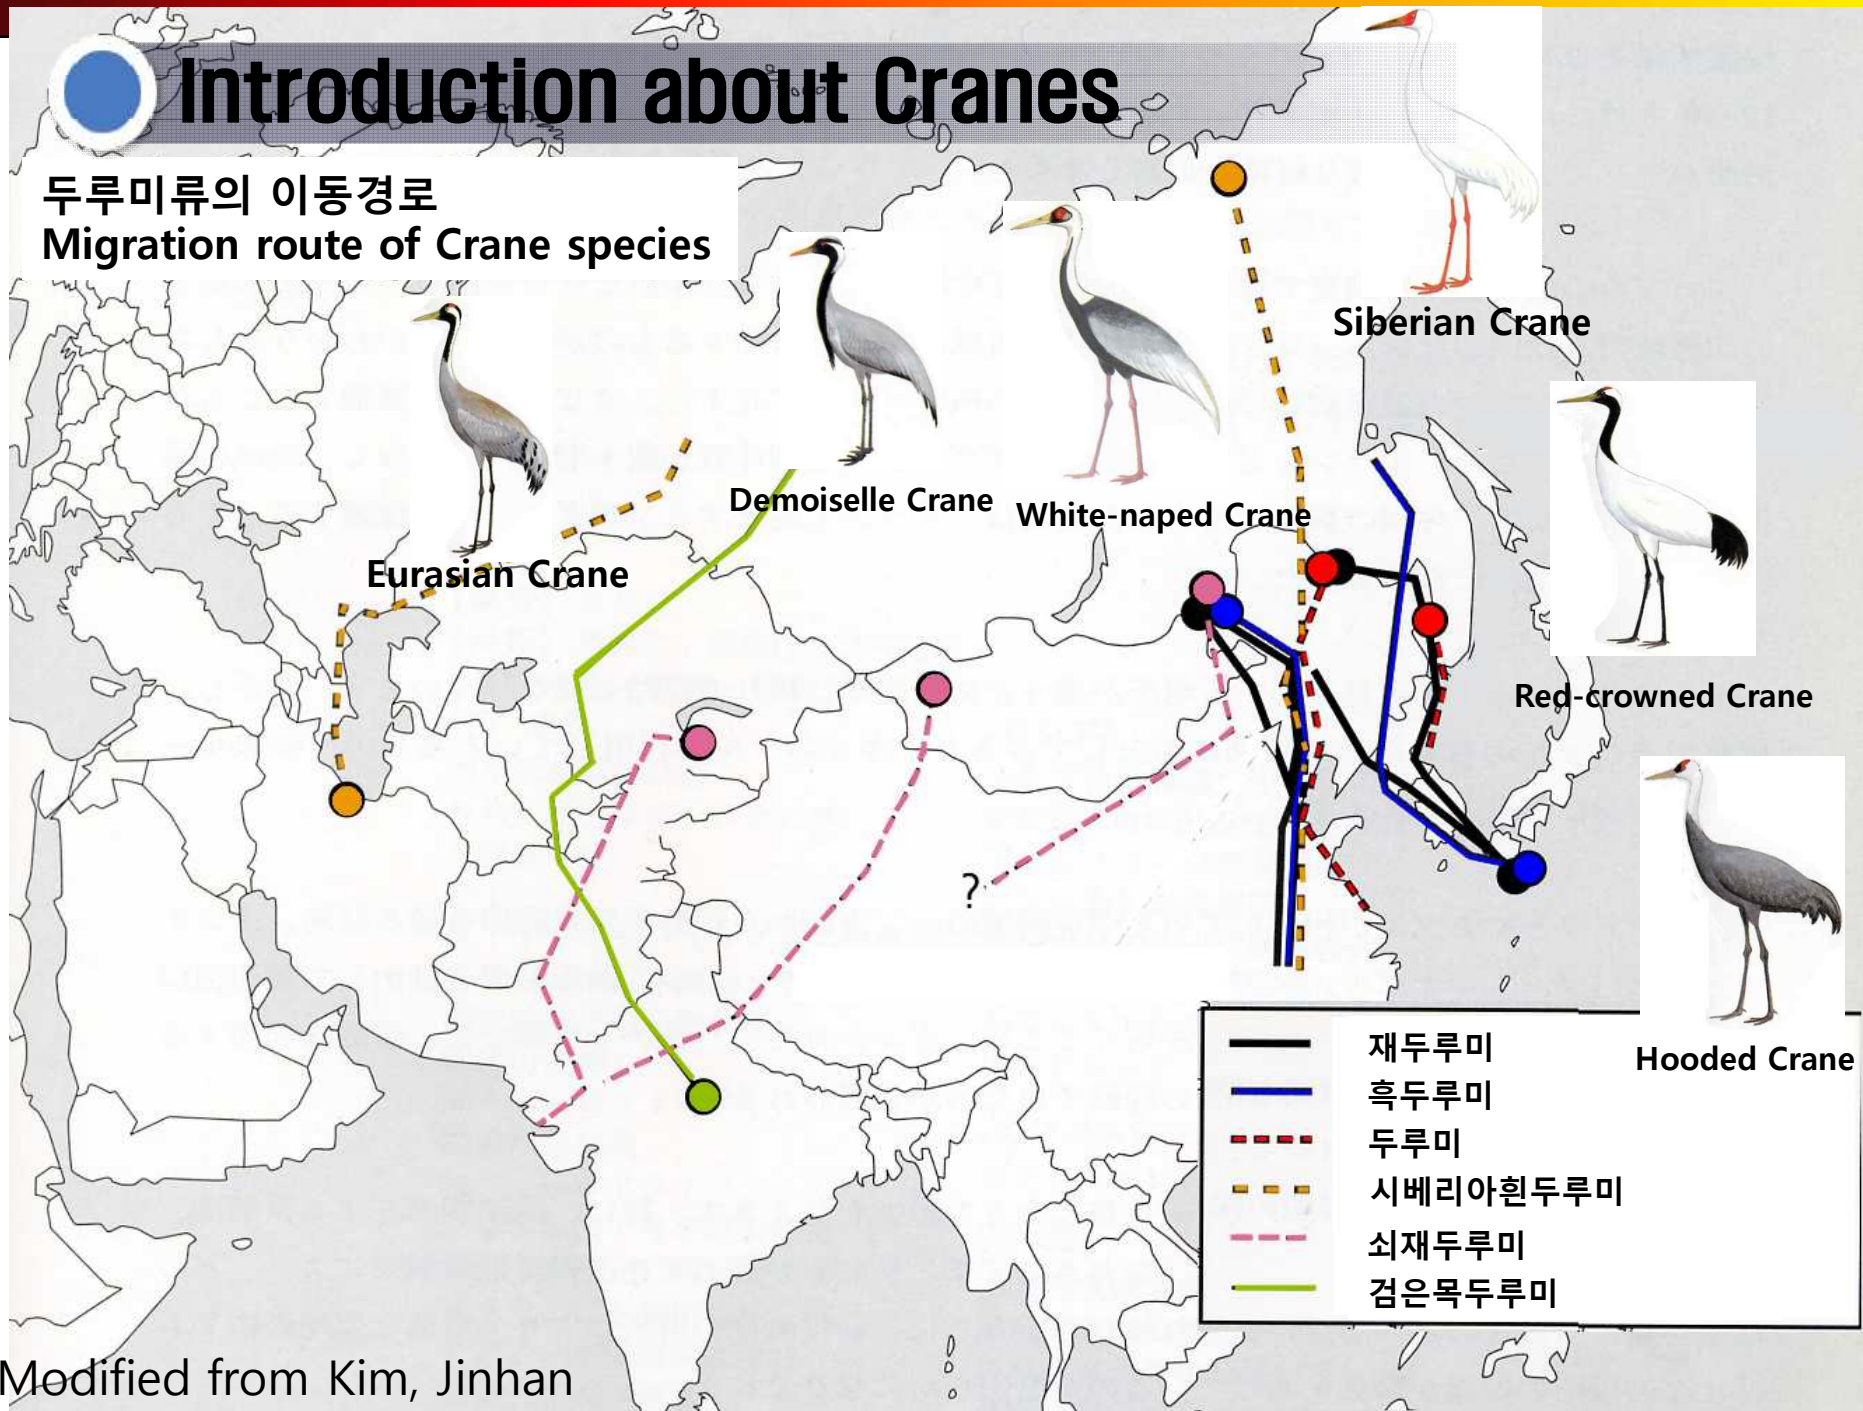 Introduction about Cranes
두루미류의 이동경로
Migration route of Crane species
Siberian Crane
Demoiselle Crane
White-naped Crane
Eurasian Crane
Red-crowned Crane
?
Hooded Crane
재두루미
흑두루미
두루미
시베리아흰두루미
쇠재두루미
검은목두루미
Modified from Kim, Jinhan